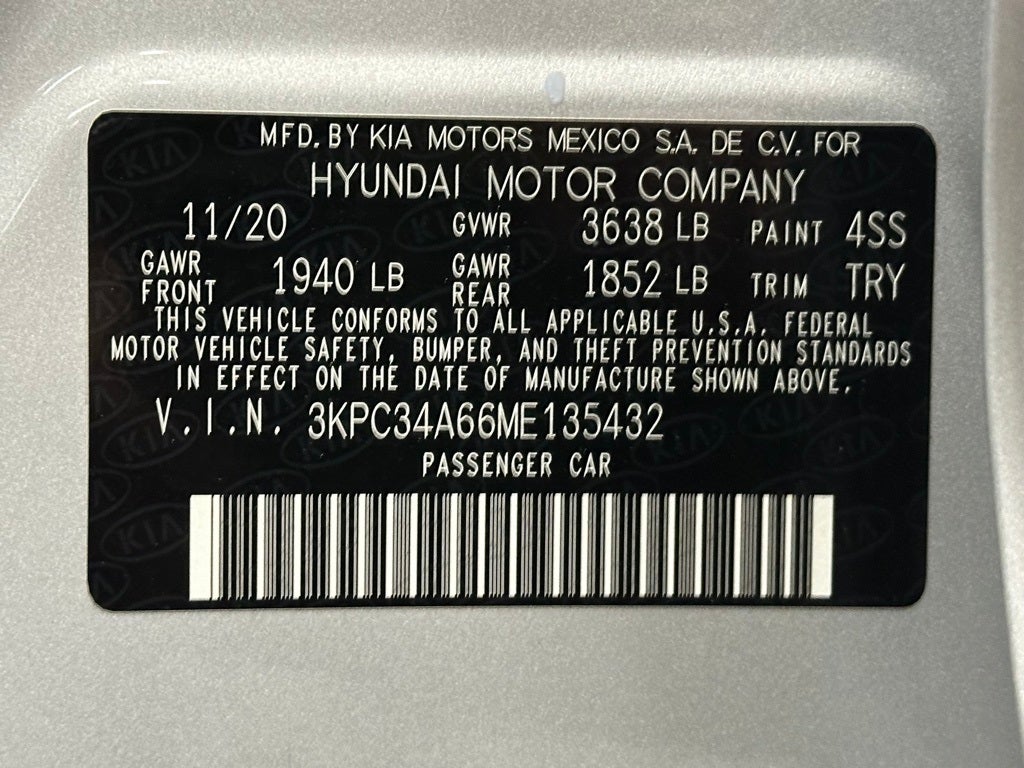 MFD. BY KIA MOTORS MEXICO S.A. DE C.V. FOR
HYUNDAI MOTOR COMPANY
11/20 GVWR 3638 LB PAINT 4SS
GAWR FRONT 1940 LB GAWR REAR 1852 LB TRIM TRY
THIS VEHICLE CONFORMS TO ALL APPLICABLE U.S.A. FEDERAL
MOTOR VEHICLE SAFETY, BUMPER, AND THEFT PREVENTION STANDARDS
IN EFFECT ON THE DATE OF MANUFACTURE SHOWN ABOVE.
V.I.N. 3KPC34A66ME135432
PASSENGER CAR